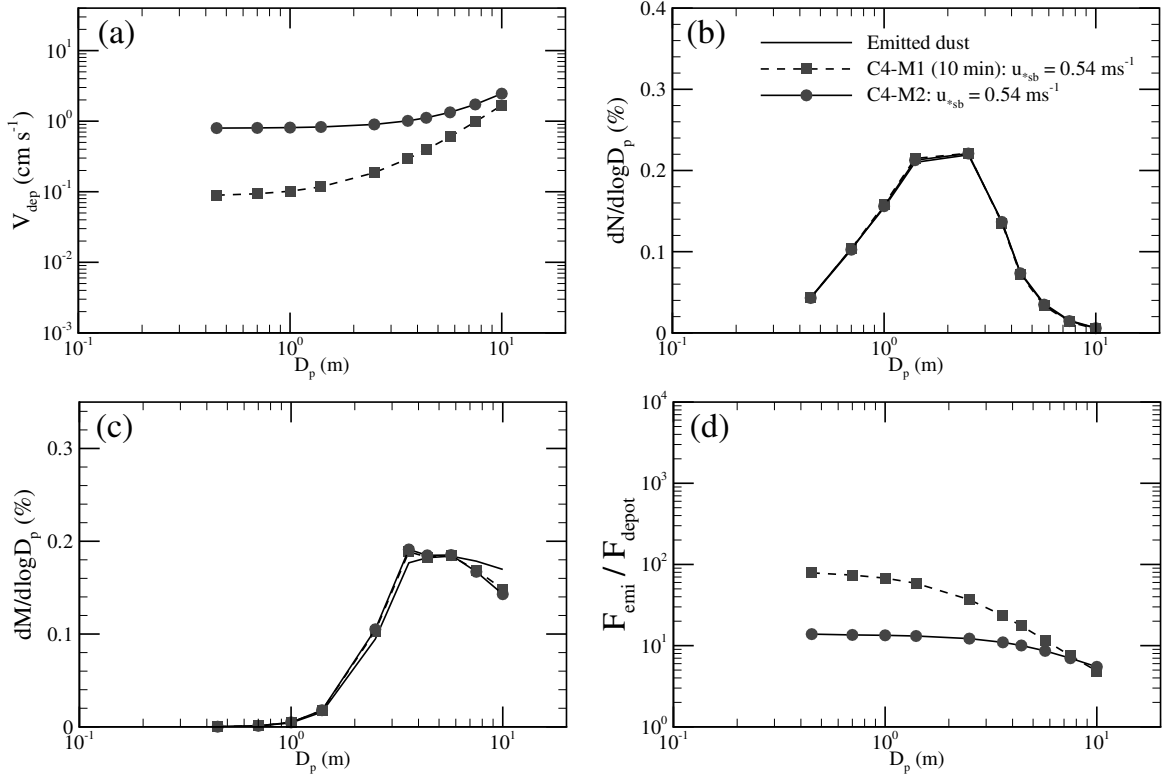 (a)
10^1
10^0
10^-1
10^-2
10^-3
V_dep (cm s^-1)
10^-1
10^0
10^1
D_p (m)
(b)
Emitted dust
C4-M1 (10 min): u_*sb = 0.54 ms^-1
C4-M2: u_*sb = 0.54 ms^-1
0.4
0.3
0.2
0.1
0
dN/dlogD_p (%)
10^-1
10^0
10^1
D_p (m)
(c)
0.3
0.2
0.1
0
dM/dlogD_p (%)
10^-1
10^0
10^1
D_p (m)
(d)
10^4
10^3
10^2
10^1
10^0
F_emi / F_depot
10^-1
10^0
10^1
D_p (m)